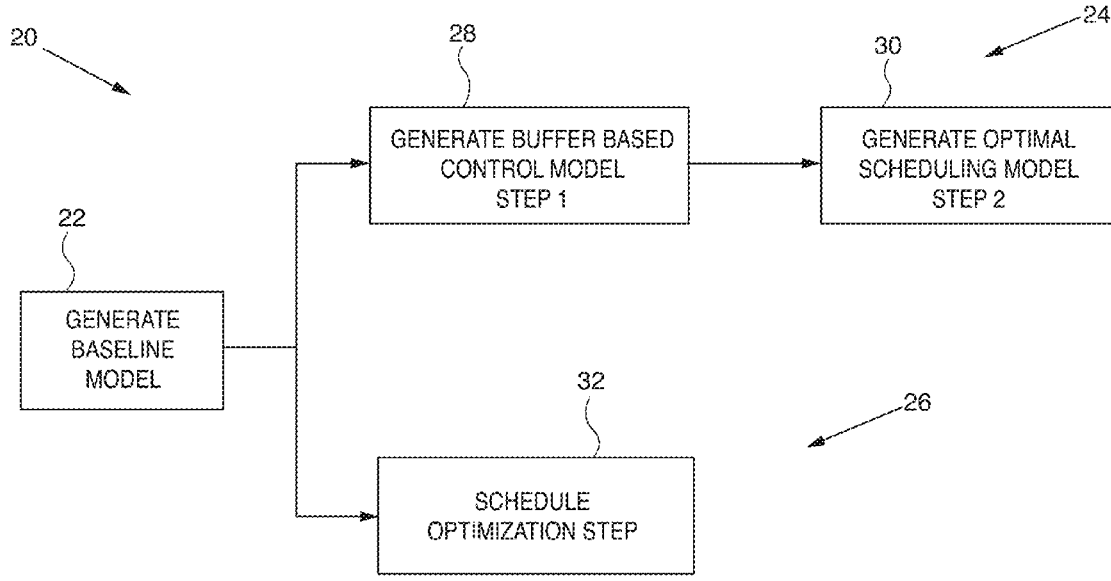 20
28
24
30
GENERATE BUFFER BASED
CONTROL MODEL
STEP 1
GENERATE OPTIMAL
SCHEDULING MODEL
STEP 2
22
GENERATE
BASELINE
MODEL
32
26
SCHEDULE
OPTIMIZATION STEP